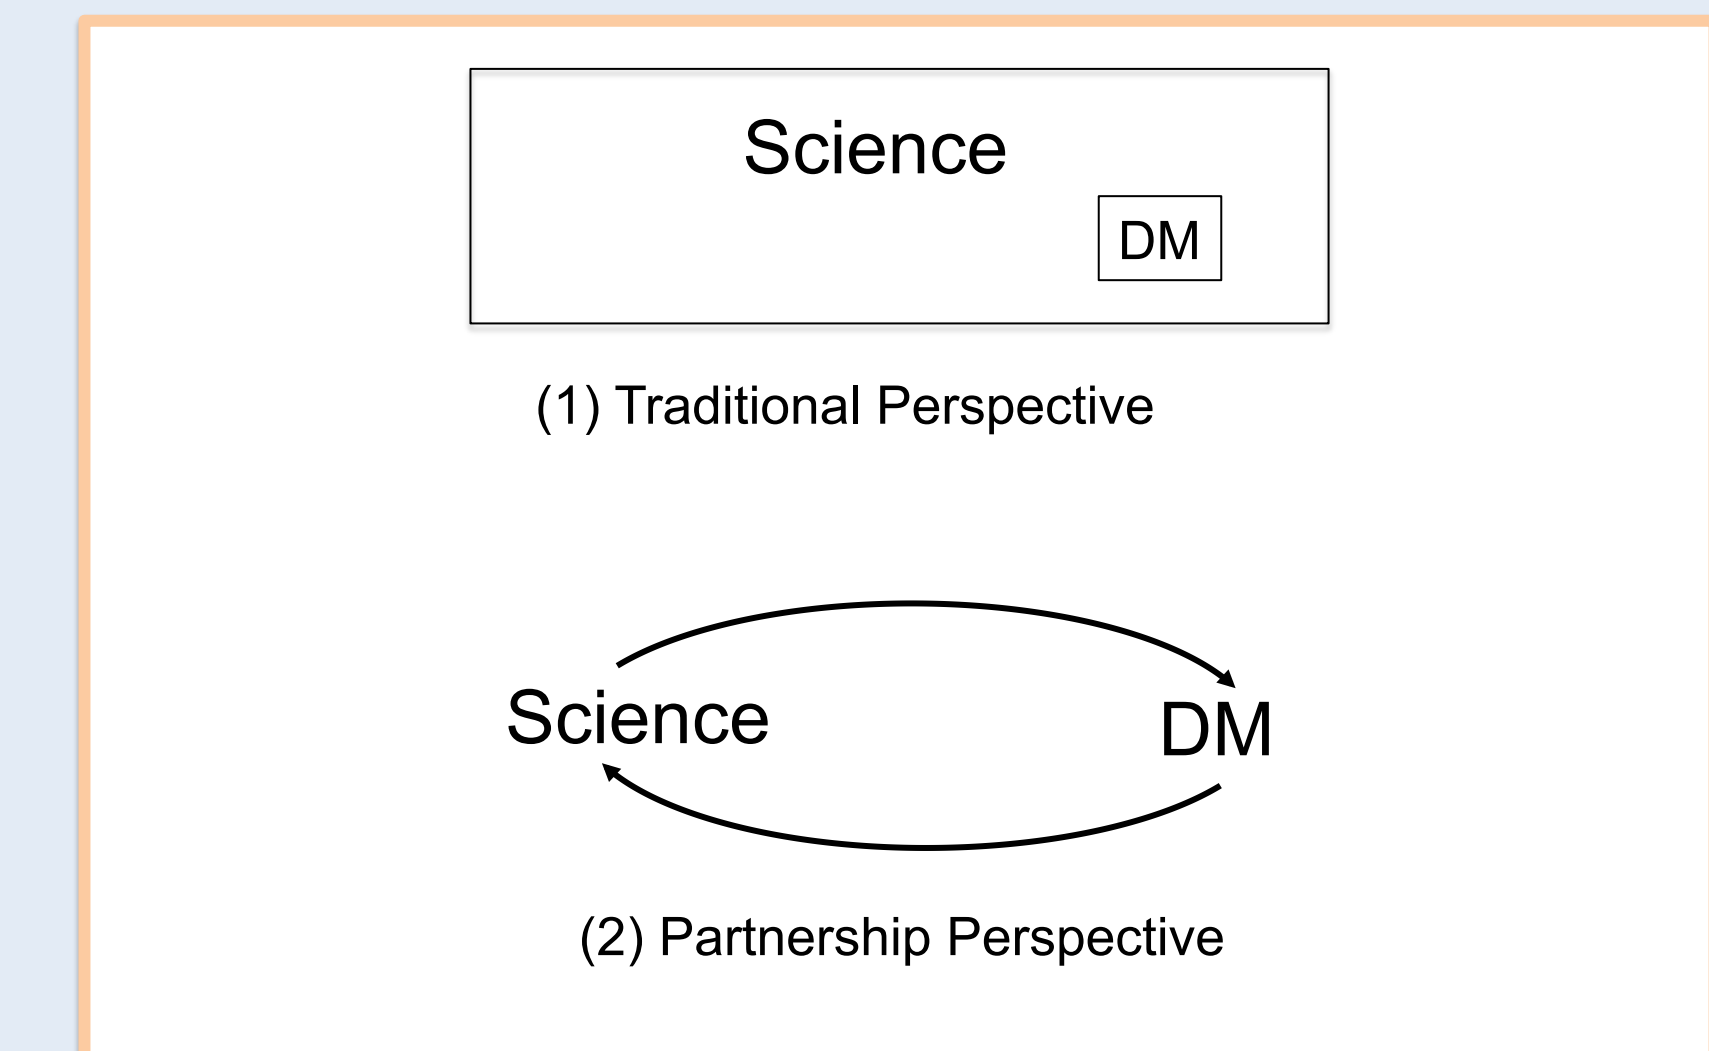 Science
DM
(1) Traditional Perspective
Science DM
(2) Partnership Perspective